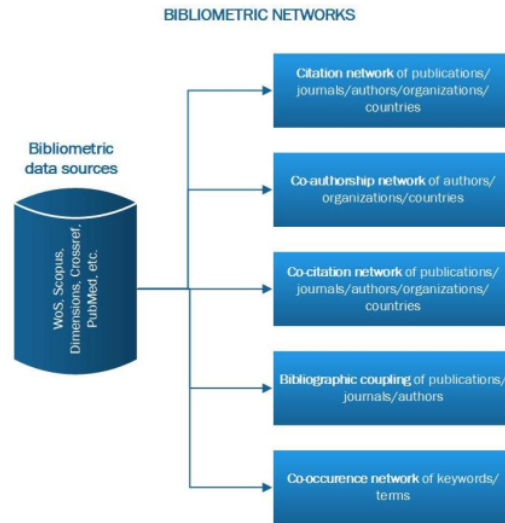 BIBLIOMETRIC NETWORKS
Bibliometric
data sources
WoS, Scopus,
Dimensions, Crossref,
PubMed, etc.
Citation network of publications/
journals/authors/organizations/
countries
Co-authorship network of authors/
organizations/countries
Co-citation network of publications/
journals/authors/organizations/
countries
Bibliographic coupling of publications/
journals/authors
Co-occurence network of keywords/
terms